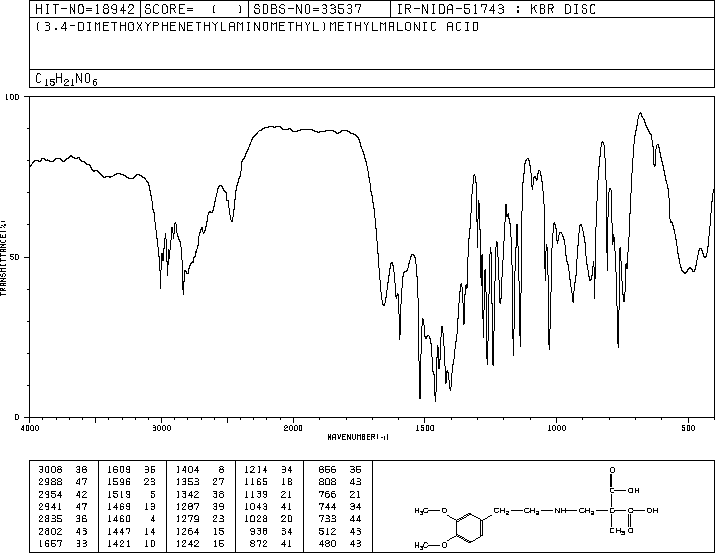 HIT-NO=18942 SCORE= ( ) SDBS-NO=33537 IR-NIDA-51743 : KBR DISC
(3,4-DIMETHOXYPHENETHYLAMINOMETHYL)METHYLMALONIC ACID
C15H21NO6
100
TRANSMITTANCE(%)
50
0
4000 3000 2000 1500 1000 500
WAVENUMBER(-1)
3008 38 1609 35 1404 8 1214 34 856 35
2988 47 1596 23 1353 27 1165 18 808 43
2954 42 1519 5 1342 38 1139 21 766 21
2941 47 1469 19 1287 39 1043 41 744 34
2835 36 1460 4 1279 23 1028 20 733 44
2802 43 1447 14 1264 15 938 34 512 43
1657 33 1421 10 1242 16 872 41 480 43
O
C-OH
H3C-O CH2-CH2-NH-CH2-C-C-OH
CH3 O
H3C-O